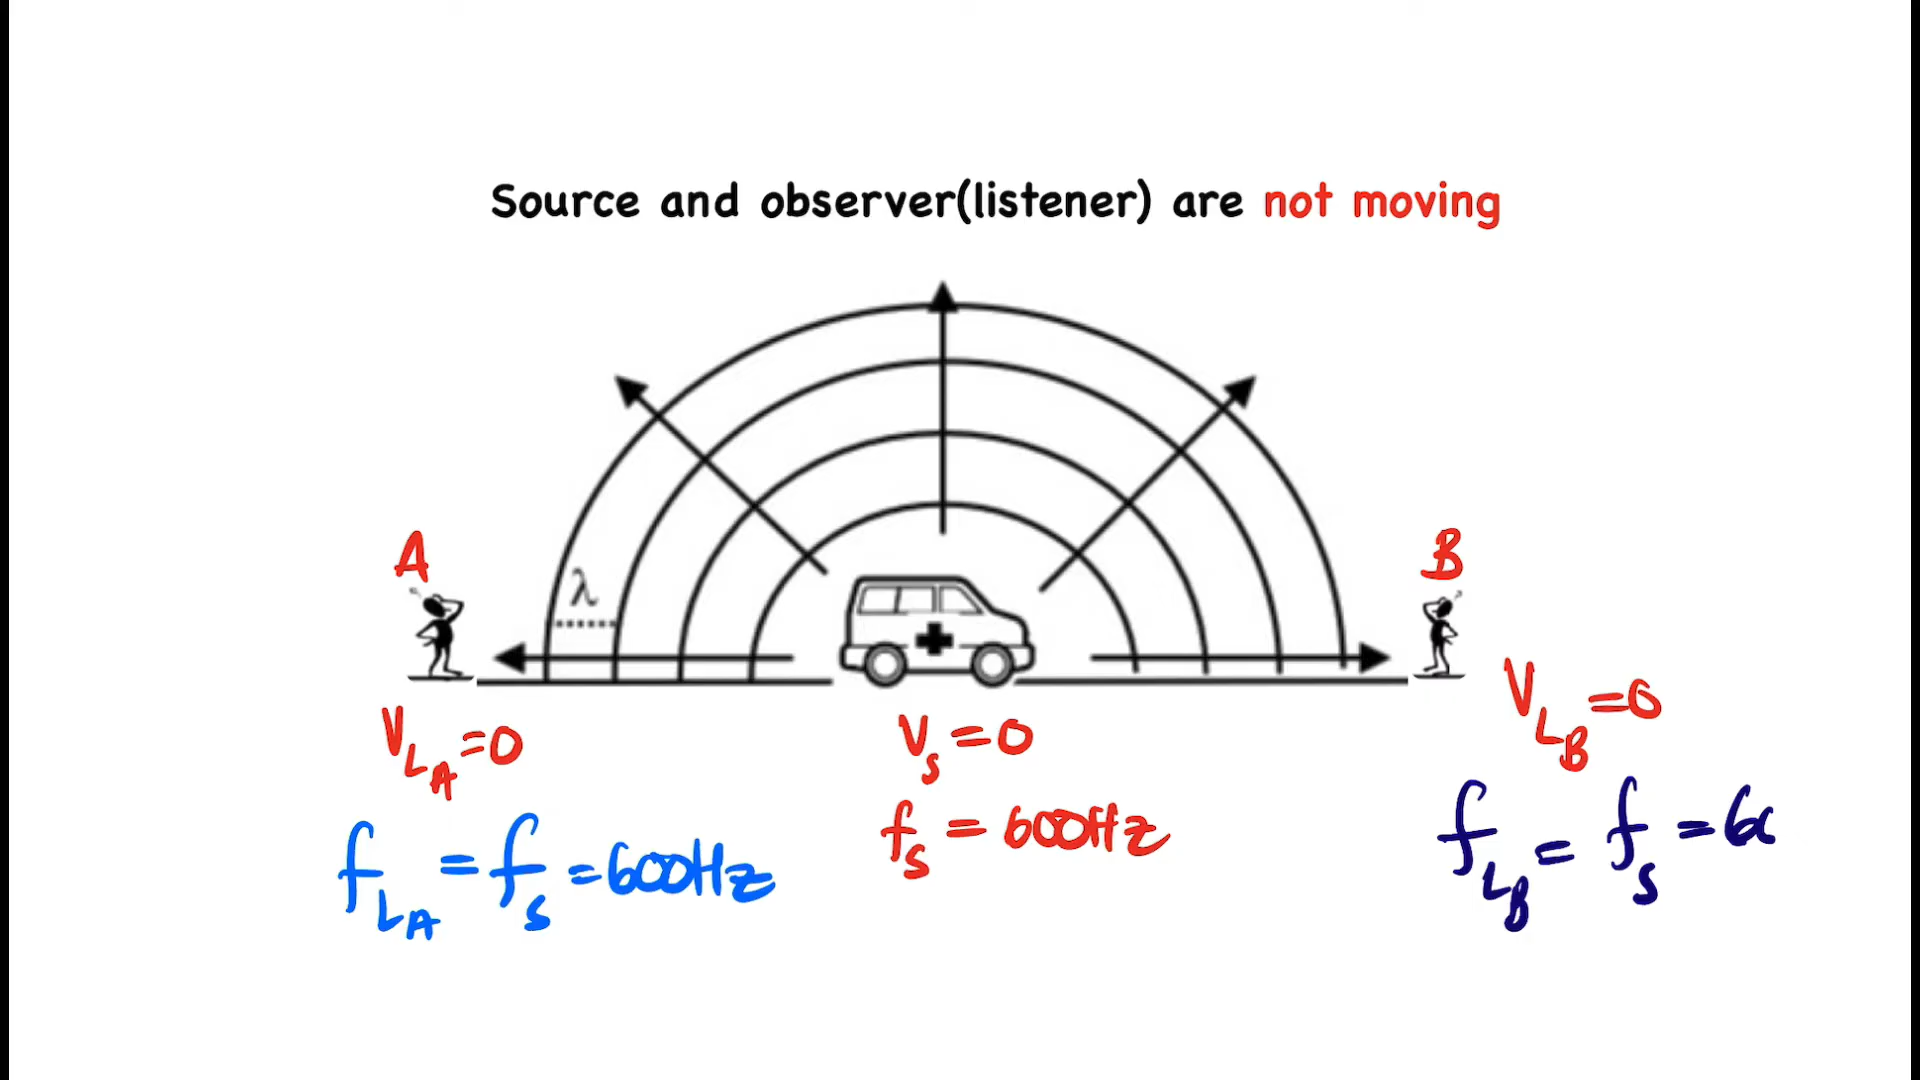 Source and observer(listener) are not moving
A
B
λ
V_LA = 0
V_S = 0
V_LB = 0
f_LA = f_S = 600Hz
f_S = 600Hz
f_LB = f_S = 60